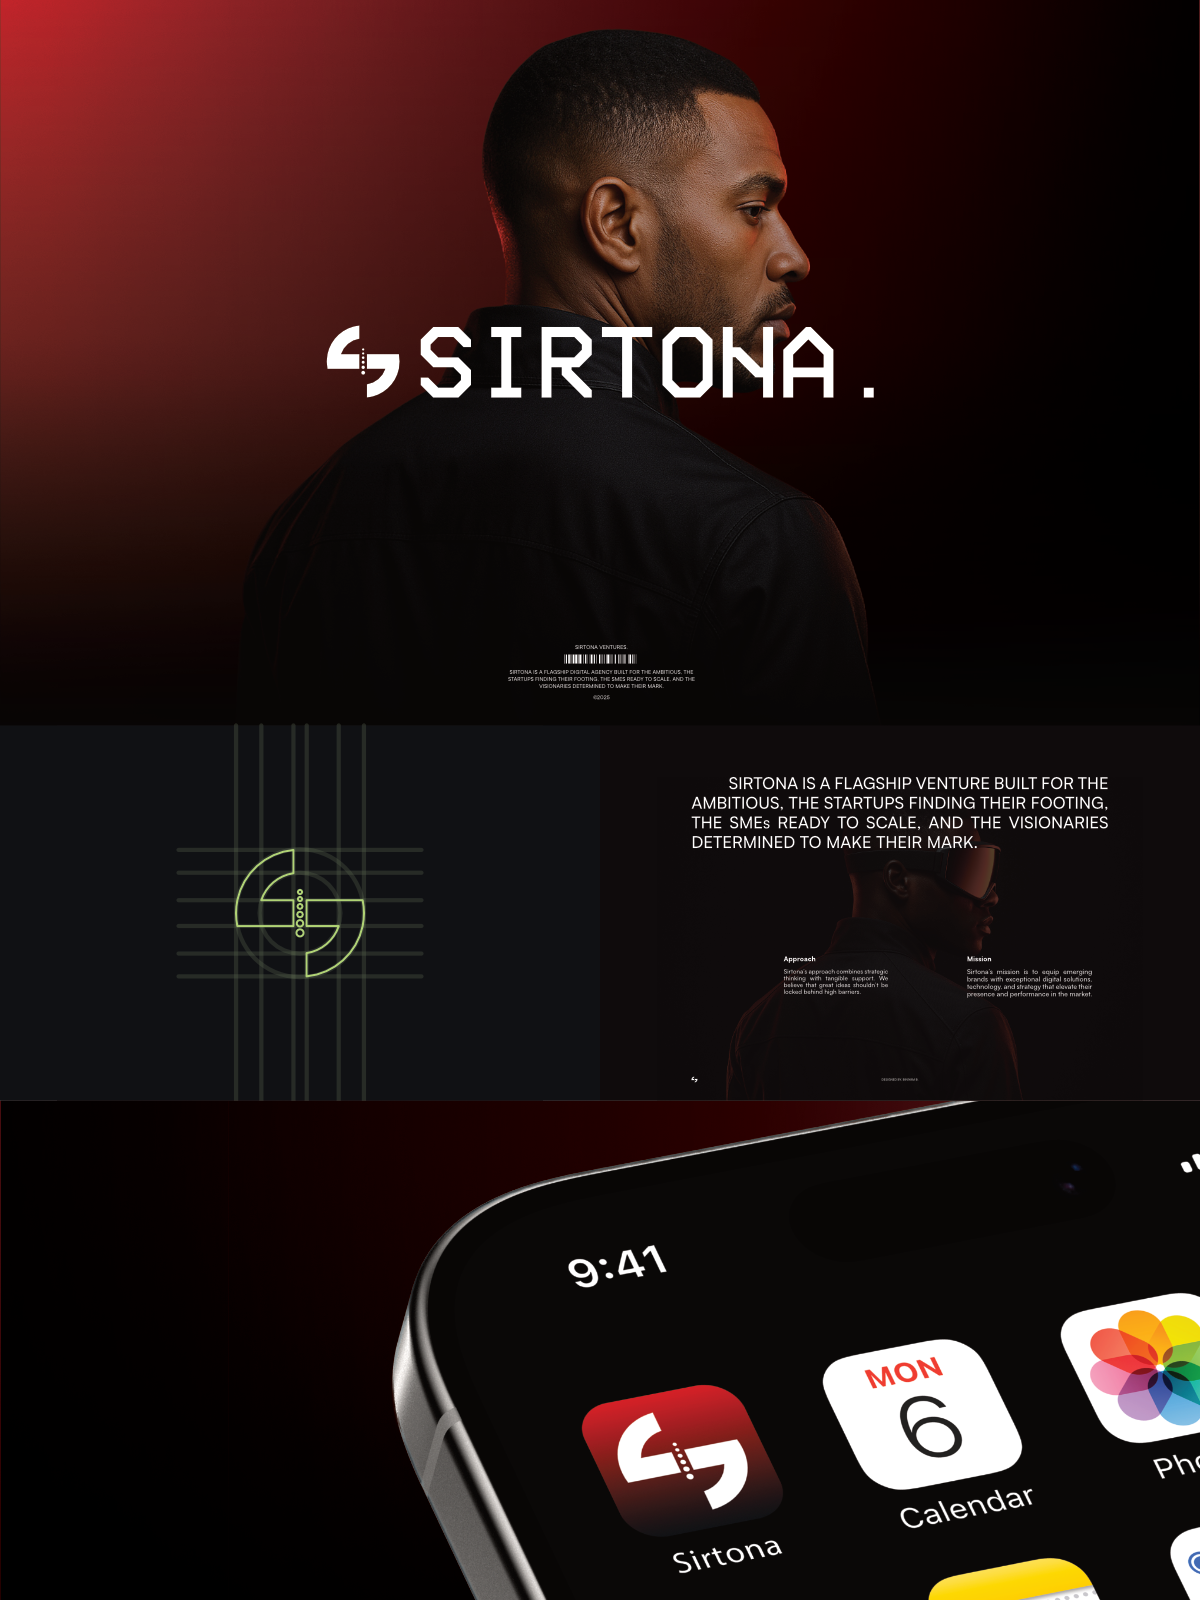 SIRTONA.
SIRTONA VENTURES.
SIRTONA IS A FLAGSHIP DIGITAL AGENCY BUILT FOR THE AMBITIOUS, THE
STARTUPS FINDING THEIR FOOTING, THE SMES READY TO SCALE, AND THE
VISIONARIES DETERMINED TO MAKE THEIR MARK.
©2025
SIRTONA IS A FLAGSHIP VENTURE BUILT FOR THE
AMBITIOUS, THE STARTUPS FINDING THEIR FOOTING,
THE SMEs READY TO SCALE, AND THE VISIONARIES
DETERMINED TO MAKE THEIR MARK.
Approach
Sirtona's approach combines strategic
thinking with tangible support. We
believe that great ideas shouldn't be
locked behind high barriers.
Mission
Sirtona's mission is to equip emerging
brands with exceptional digital solutions,
technology, and strategy that elevate their
presence and performance in the market.
9:41
MON
6
Sirtona
Calendar
Pho